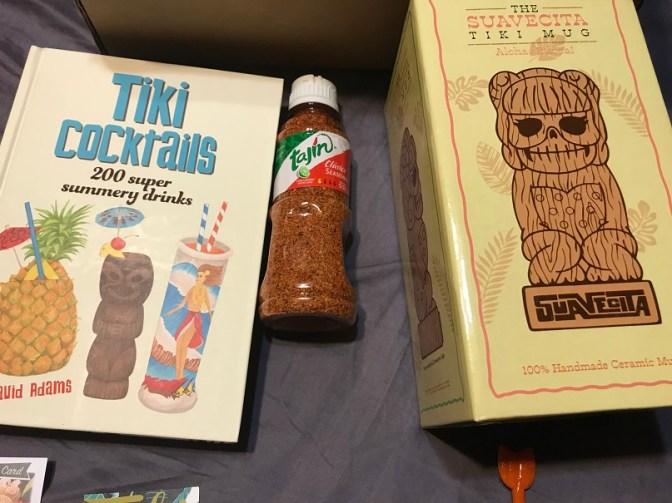 Tiki
Cocktails
200 super
summery drinks
avid Adams
Tajín
Clásico
THE
SUAVECITA
TIKI MUG
Aloha
SUAVECITA
100% Handmade Ceramic Mu
Card